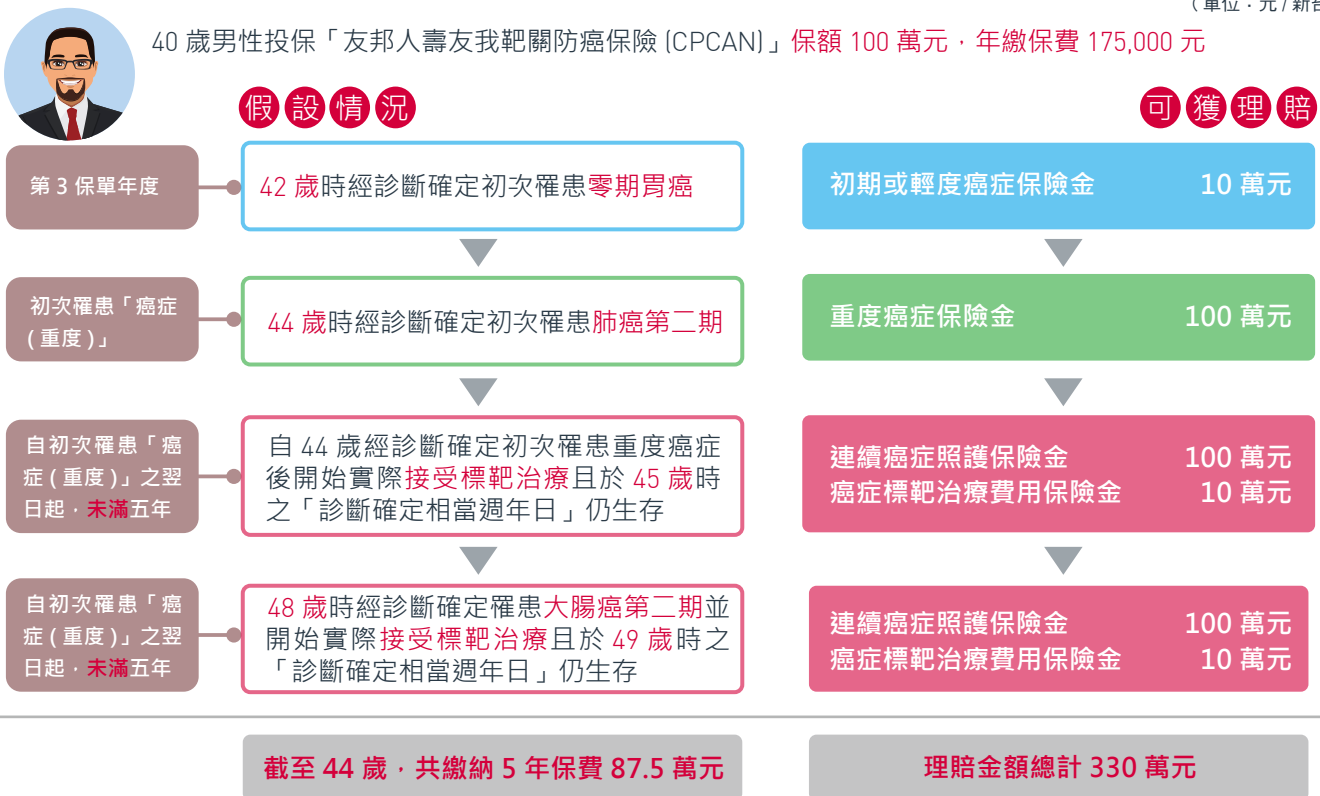 （單位：元/新台
40 歲男性投保「友邦人壽友我靶關防癌保險 (CPCAN)」保額 100 萬元，年繳保費 175,000 元
假設情況
可獲理賠
第 3 保單年度
42 歲時經診斷確定初次罹患零期胃癌
初期或輕度癌症保險金 10 萬元
初次罹患「癌症
(重度)」
44 歲時經診斷確定初次罹患肺癌第二期
重度癌症保險金 100 萬元
自初次罹患「癌
症(重度)」之翌
日起，未滿五年
自 44 歲經診斷確定初次罹患重度癌症
後開始實際接受標靶治療且於 45 歲時
之「診斷確定相當週年日」仍生存
連續癌症照護保險金 100 萬元
癌症標靶治療費用保險金 10 萬元
自初次罹患「癌
症(重度)」之翌
日起，未滿五年
48 歲時經診斷確定罹患大腸癌第二期並
開始實際接受標靶治療且於 49 歲時之
「診斷確定相當週年日」仍生存
連續癌症照護保險金 100 萬元
癌症標靶治療費用保險金 10 萬元
截至 44 歲，共繳納 5 年保費 87.5 萬元
理賠金額總計 330 萬元